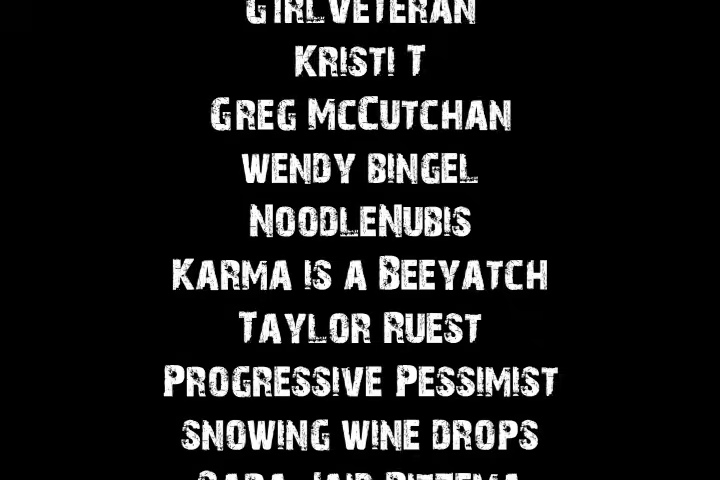 GirlVeteran
Kristi T
Greg McCutchan
wendy bingel
NoodleNubis
Karma is a Beeyatch
Taylor Ruest
Progressive Pessimist
snowing wine drops